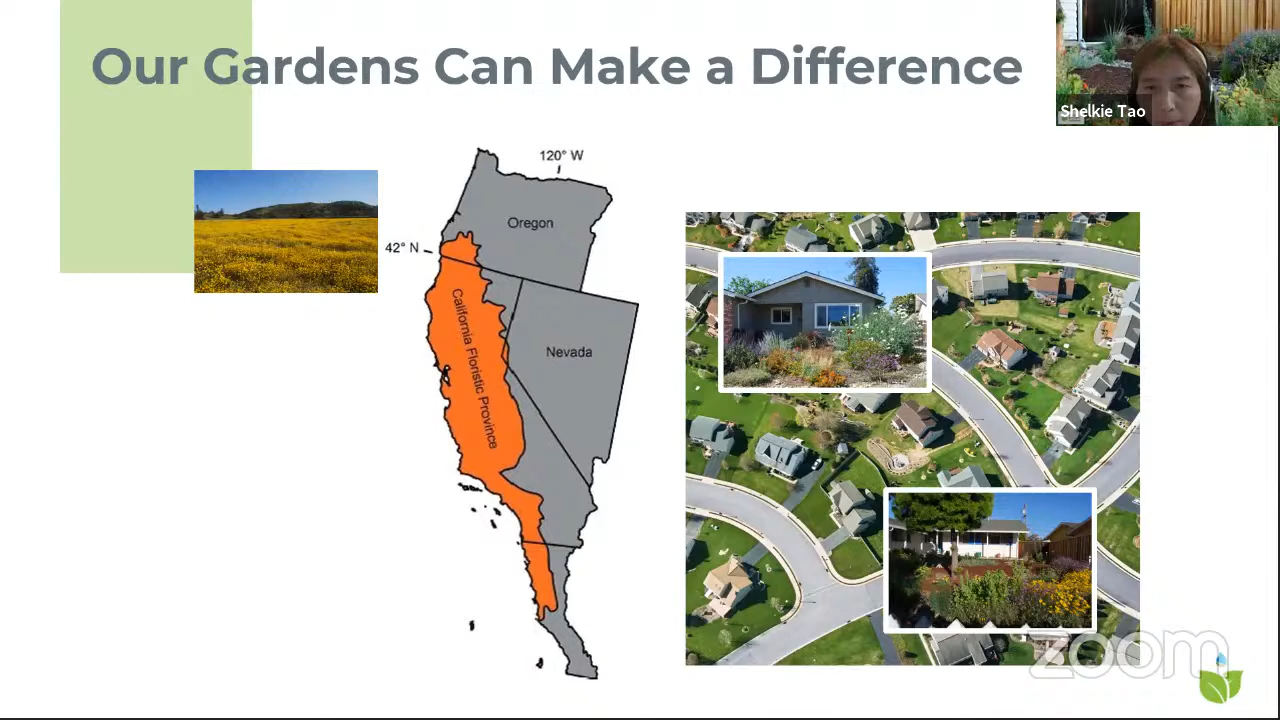 Our Gardens Can Make a Difference
Shelkie Tao
120° W
Oregon
42° N
California Floristic Province
Nevada
zoom